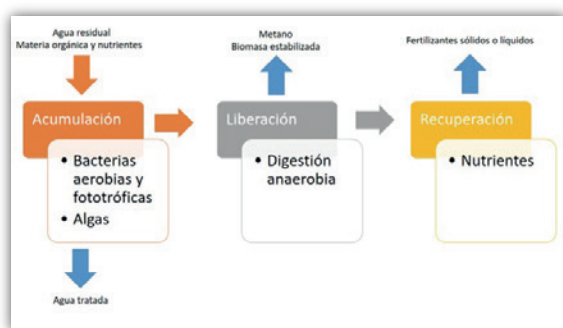 Agua residual
Materia orgánica y nutrientes
Metano
Biomasa estabilizada
Fertilizantes sólidos o líquidos
Acumulación
Liberación
Recuperación
• Bacterias
aerobias y
fototróficas
• Algas
• Digestión
anaerobia
• Nutrientes
Agua tratada